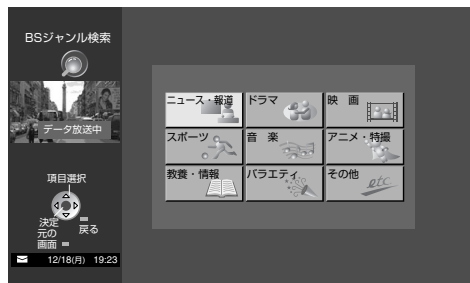 BSジャンル検索
データ放送中
項目選択
決定
戻る
元の
画面
12/18(月) 19:23
ニュース・報道
ドラマ
映 画
スポーツ
音 楽
アニメ・特撮
教養・情報
バラエティ
その他
etc